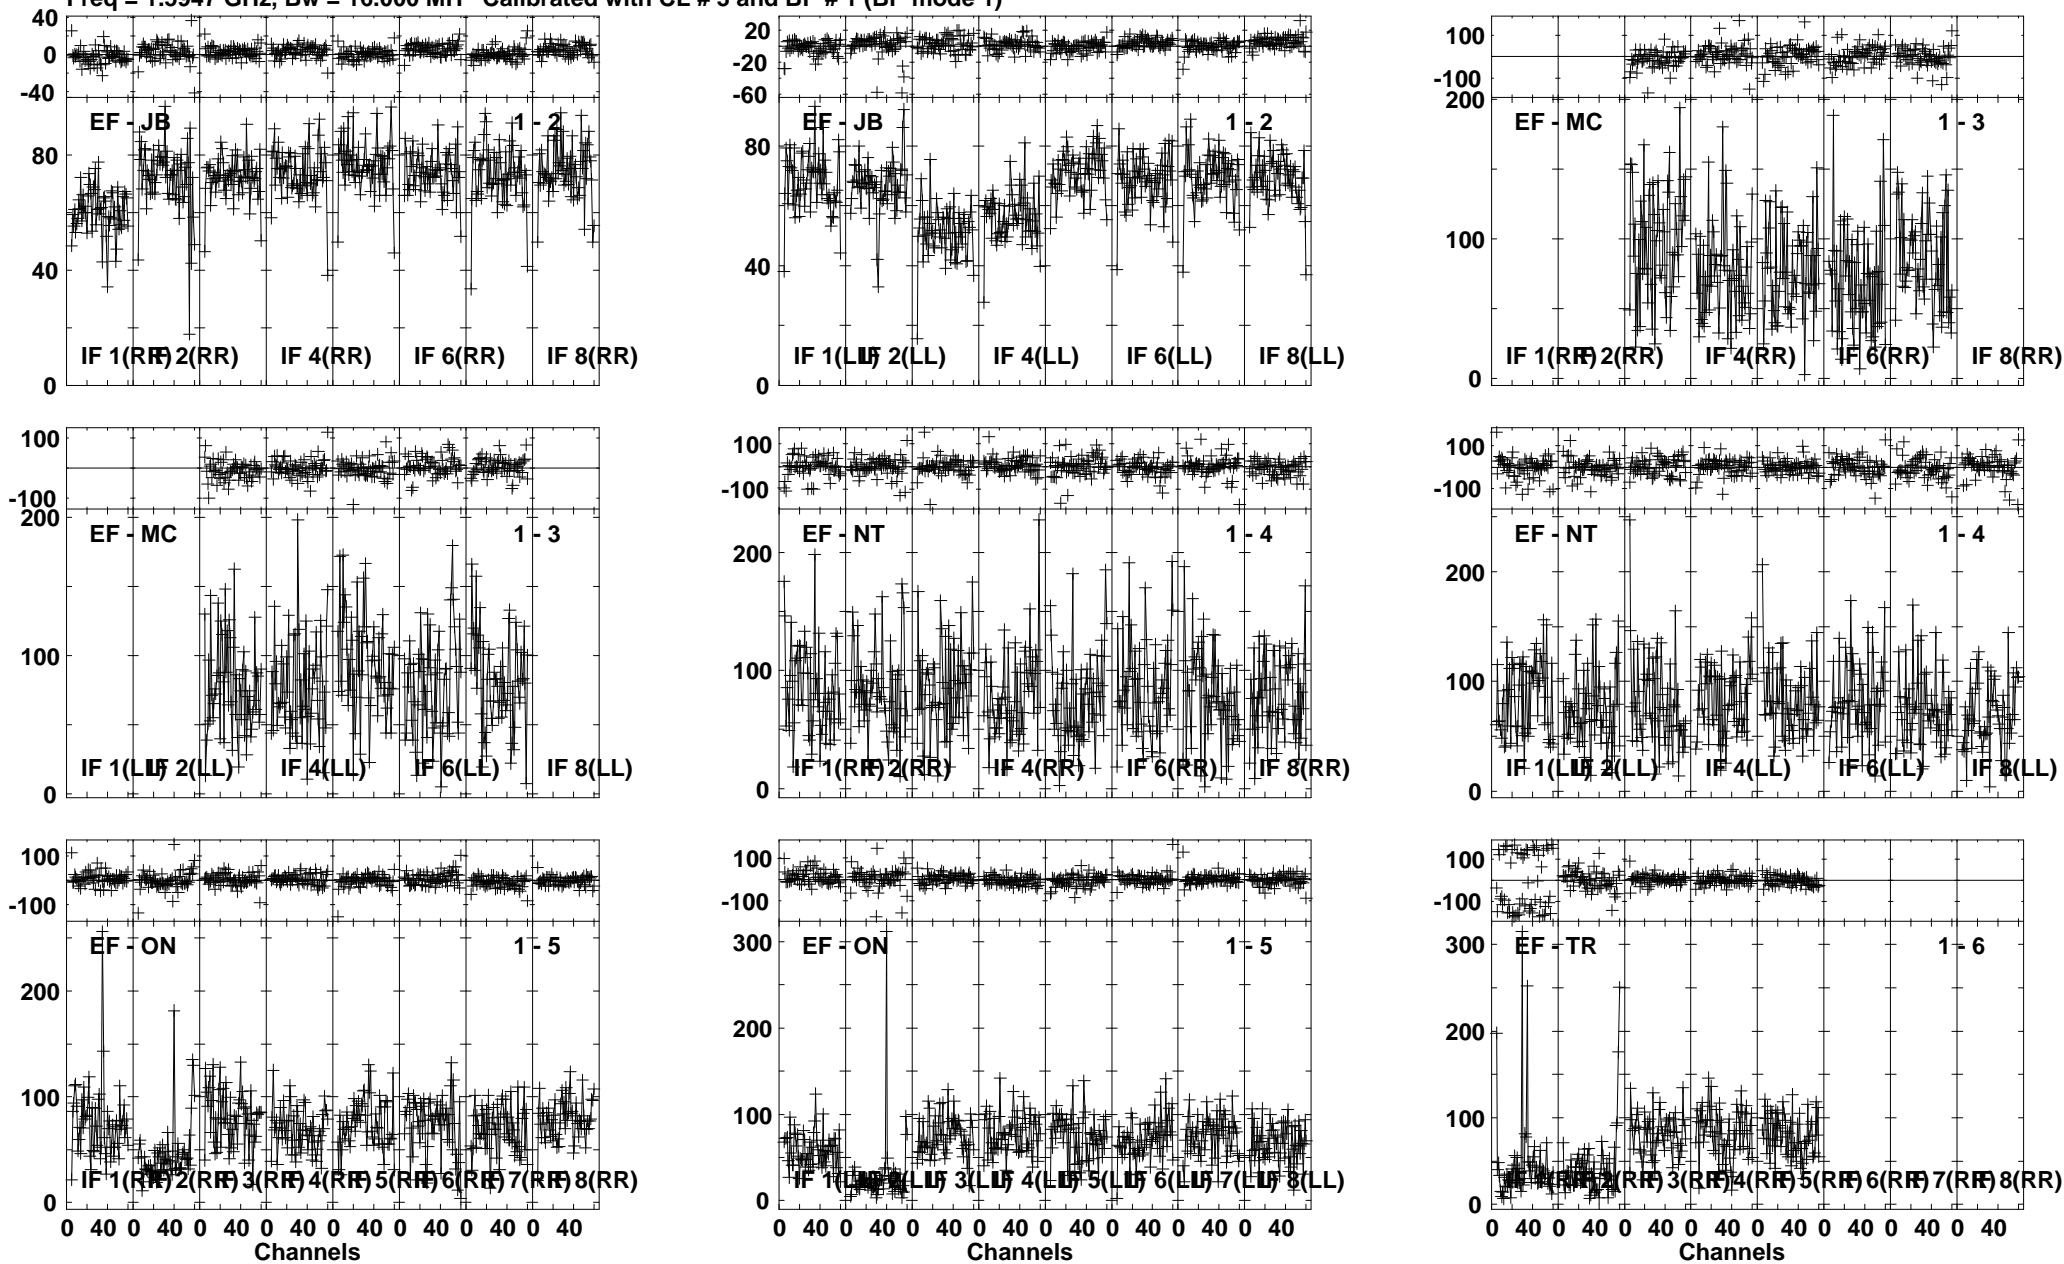 Calibrated with CL # 3 and BP # 1 (BP mode 1)
40
0
-40
EF - JB 1 - 2
80
40
0
IF 1(RR) IF 2(RR) IF 4(RR) IF 6(RR) IF 8(RR)
20
-20
-60
EF - JB 1 - 2
80
40
0
IF 1(LL) IF 2(LL) IF 4(LL) IF 6(LL) IF 8(LL)
100
-100
200
EF - MC 1 - 3
100
0
IF 1(RR) IF 2(RR) IF 4(RR) IF 6(RR) IF 8(RR)
100
-100
200
EF - MC 1 - 3
100
0
IF 1(LL) IF 2(LL) IF 4(LL) IF 6(LL) IF 8(LL)
100
-100
EF - NT 1 - 4
200
100
0
IF 1(RR) IF 2(RR) IF 4(RR) IF 6(RR) IF 8(RR)
100
-100
EF - NT 1 - 4
200
100
0
IF 1(LL) IF 2(LL) IF 4(LL) IF 6(LL) IF 8(LL)
100
-100
EF - ON 1 - 5
200
100
0
IF 1(RR) IF 2(RR) IF 3(RR) IF 4(RR) IF 5(RR) IF 6(RR) IF 7(RR) IF 8(RR)
0 40 0 40 0 40 0 40 0 40 0 40 0 40 0 40
Channels
100
-100
EF - ON 1 - 5
300
200
100
0
IF 1(LL) IF 2(LL) IF 3(LL) IF 4(LL) IF 5(LL) IF 6(LL) IF 7(LL) IF 8(LL)
0 40 0 40 0 40 0 40 0 40 0 40 0 40 0 40
Channels
100
-100
EF - TR 1 - 6
300
200
100
0
IF 1(RR) IF 2(RR) IF 3(RR) IF 4(RR) IF 5(RR) IF 6(RR) IF 7(RR) IF 8(RR)
0 40 0 40 0 40 0 40 0 40 0 40 0 40 0 40
Channels